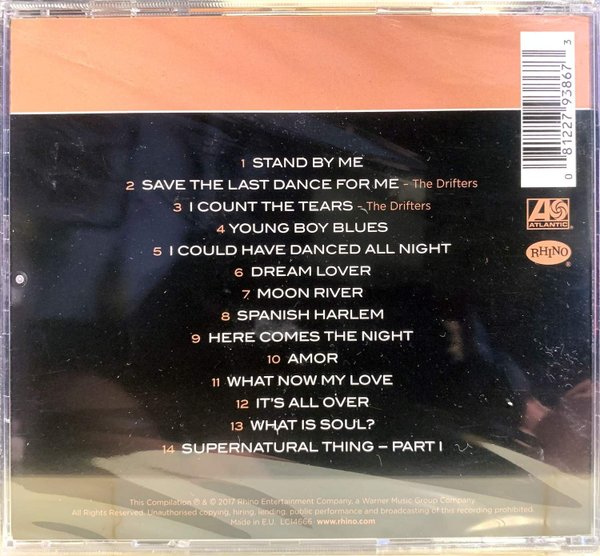 1 STAND BY ME
2 SAVE THE LAST DANCE FOR ME - The Drifters
3 I COUNT THE TEARS - The Drifters
4 YOUNG BOY BLUES
5 I COULD HAVE DANCED ALL NIGHT
6 DREAM LOVER
7 MOON RIVER
8 SPANISH HARLEM
9 HERE COMES THE NIGHT
10 AMOR
11 WHAT NOW MY LOVE
12 IT'S ALL OVER
13 WHAT IS SOUL?
14 SUPERNATURAL THING – PART I
0 81227 93867 3
ATLANTIC
RHINO
This Compilation ℗ & © 2017 Rhino Entertainment Company, a Warner Music Group Company.
All Rights Reserved. Unauthorised copying, hiring, lending, public performance and broadcasting of this recording prohibited.
Made in E.U. LC14666 www.rhino.com